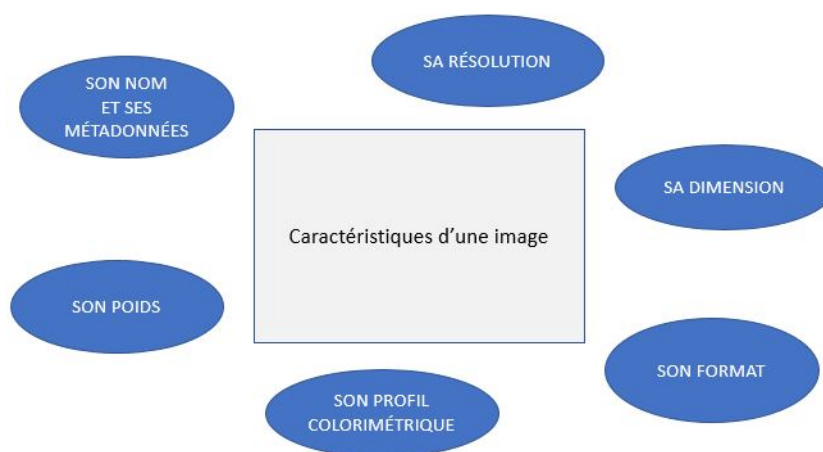 SA RÉSOLUTION
SON NOM
ET SES
MÉTADONNÉES
SA DIMENSION
Caractéristiques d’une image
SON POIDS
SON FORMAT
SON PROFIL
COLORIMÉTRIQUE